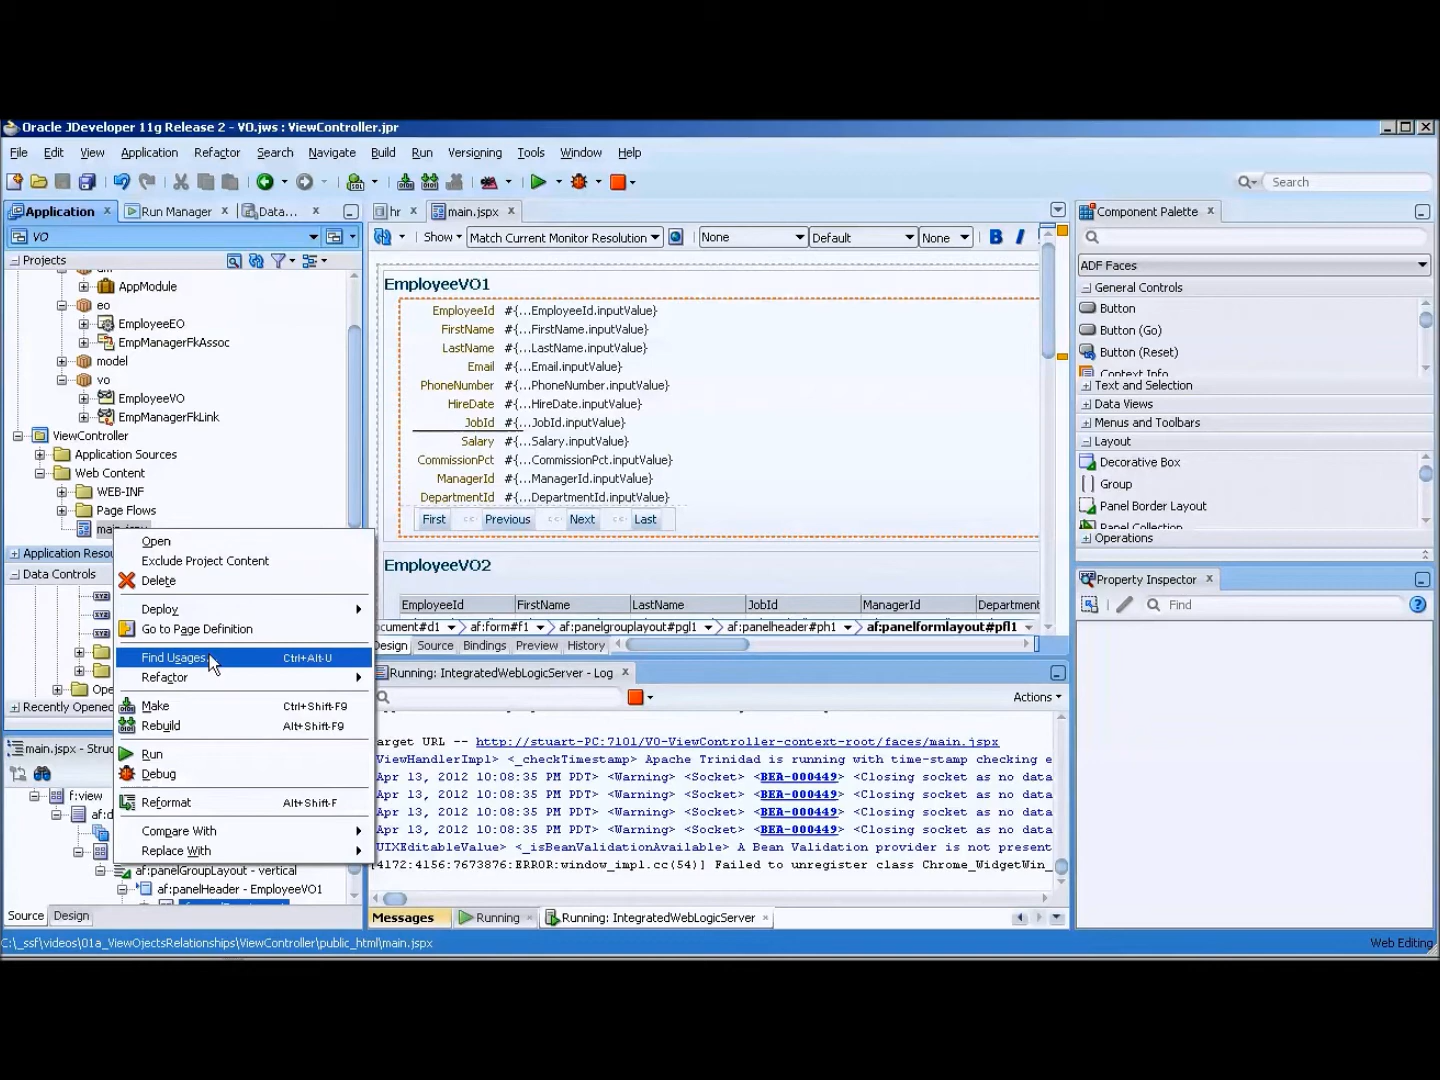 Oracle JDeveloper 11g Release 2 - VO.jws : ViewController.jpr
File Edit View Application Refactor Search Navigate Build Run Versioning Tools Window Help
Search
Application Run Manager Data... hr main.jspx Component Palette
VO Show Match Current Monitor Resolution None Default None B I
Projects
AppModule
eo
EmployeeEO
EmpManagerFkAssoc
model
vo
EmployeeVO
EmpManagerFkLink
ViewController
Application Sources
Web Content
WEB-INF
Page Flows
Data Controls
Open
Exclude Project Content
Delete
Deploy
Go to Page Definition
Find Usages... Ctrl+Alt-U
Refactor
Make Ctrl+Shift-F9
Rebuild Alt+Shift-F9
Run
Debug
Reformat Alt+Shift-F
Compare With
Replace With
f:view
af:panelGroupLayout - vertical
af:panelHeader - EmployeeVO1
Source Design
EmployeeVO1
EmployeeId #{...EmployeeId.inputValue}
FirstName #{...FirstName.inputValue}
LastName #{...LastName.inputValue}
Email #{...Email.inputValue}
PhoneNumber #{...PhoneNumber.inputValue}
HireDate #{...HireDate.inputValue}
JobId #{...JobId.inputValue}
Salary #{...Salary.inputValue}
CommissionPct #{...CommissionPct.inputValue}
ManagerId #{...ManagerId.inputValue}
DepartmentId #{...DepartmentId.inputValue}
First Previous Next Last
EmployeeVO2
EmployeeId FirstName LastName JobId ManagerId Department
cument#d1 af:form#f1 af:panelgrouplayout#pgl1 af:panelheader#ph1 af:panelformlayout#pfl1
Design Source Bindings Preview History
Running: IntegratedWebLogicServer - Log
Actions
arget URL -- http://stuart-PC:7101/VO-ViewController-context-root/faces/main.jspx
ViewHandlerImpl> <_checkTimestamp> Apache Trinidad is running with time-stamp checking e
Apr 13, 2012 10:08:35 PM PDT> <Warning> <Socket> <BEA-000449> <Closing socket as no data
Apr 13, 2012 10:08:35 PM PDT> <Warning> <Socket> <BEA-000449> <Closing socket as no data
Apr 13, 2012 10:08:35 PM PDT> <Warning> <Socket> <BEA-000449> <Closing socket as no data
Apr 13, 2012 10:08:35 PM PDT> <Warning> <Socket> <BEA-000449> <Closing socket as no data
UIXEditableValue> <_isBeanValidationAvailable> A Bean Validation provider is not present
[4172:4156:7673876:ERROR:window_impl.cc(54)] Failed to unregister class Chrome_WidgetWin_
Messages Running Running: IntegratedWebLogicServer
ADF Faces
General Controls
Button
Button (Go)
Button (Reset)
Context Info
Text and Selection
Data Views
Menus and Toolbars
Layout
Decorative Box
Group
Panel Border Layout
Panel Collection
Operations
Property Inspector
Find
C:\_ssf\videos\01a_ViewOjectsRelationships\ViewController\public_html\main.jspx Web Editing